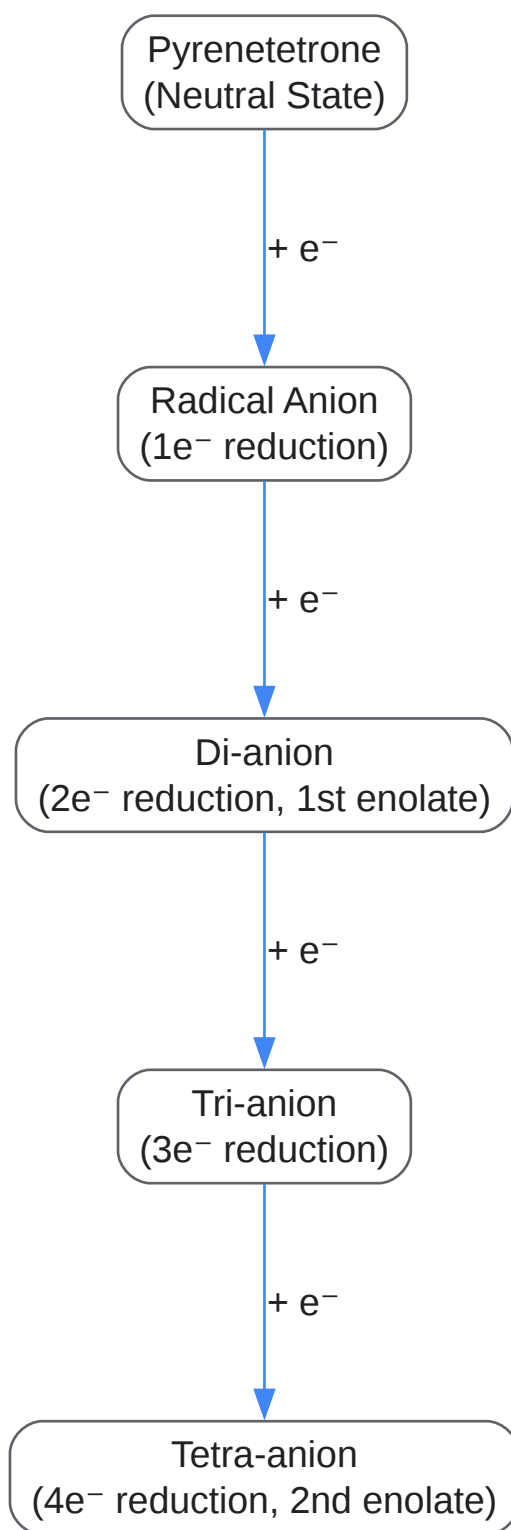 Pyrenetetrone
(Neutral State)
+ e⁻
Radical Anion
(1e⁻ reduction)
+ e⁻
Di-anion
(2e⁻ reduction, 1st enolate)
+ e⁻
Tri-anion
(3e⁻ reduction)
+ e⁻
Tetra-anion
(4e⁻ reduction, 2nd enolate)